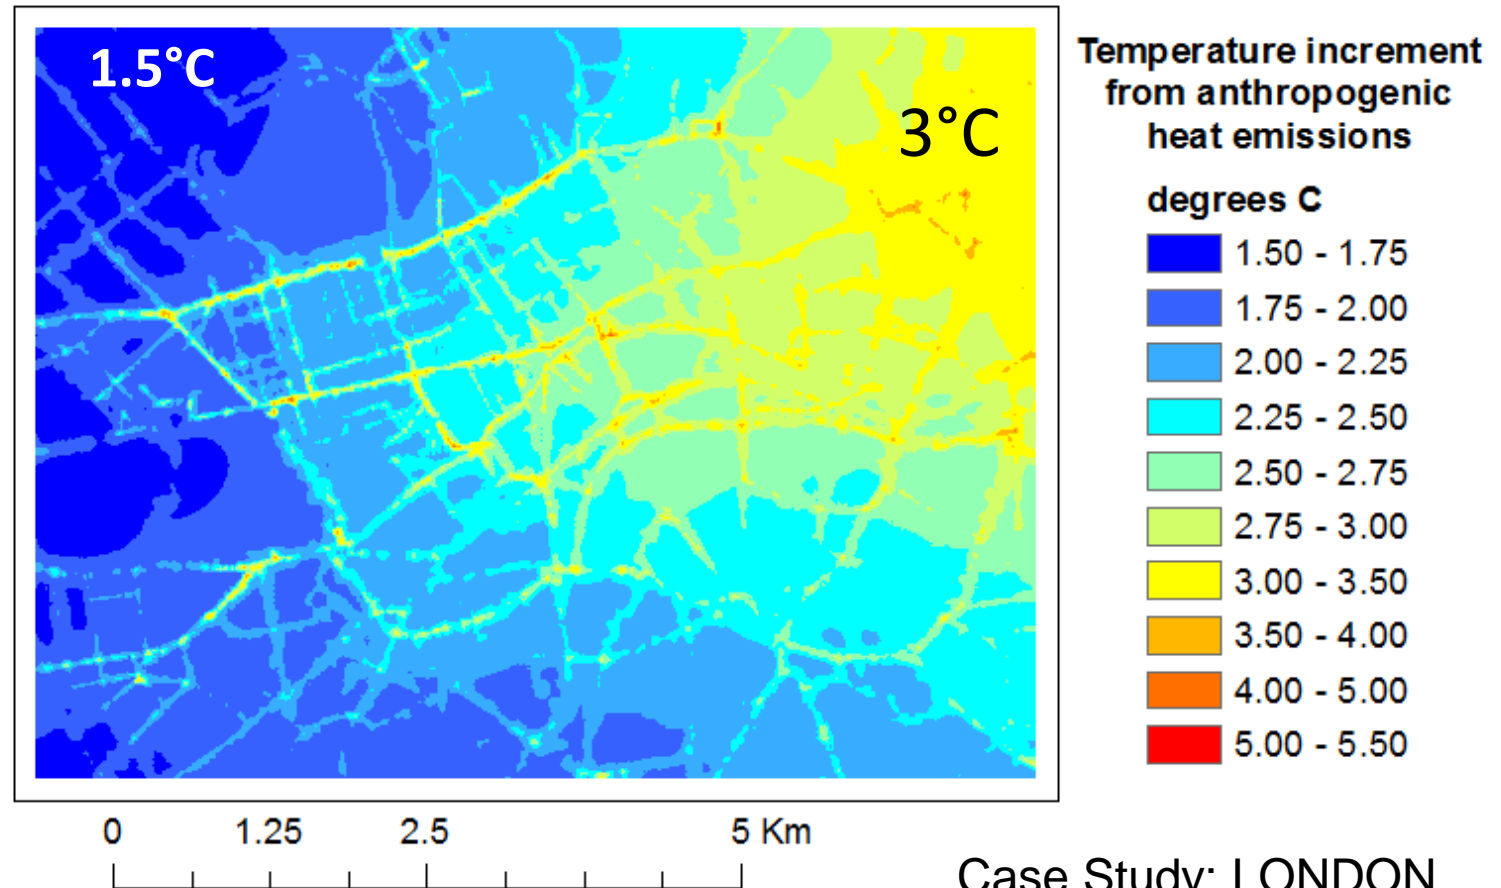 1.5°C
3°C
Temperature increment
from anthropogenic
heat emissions
degrees C
1.50 - 1.75
1.75 - 2.00
2.00 - 2.25
2.25 - 2.50
2.50 - 2.75
2.75 - 3.00
3.00 - 3.50
3.50 - 4.00
4.00 - 5.00
5.00 - 5.50
0 1.25 2.5 5 Km
Case Study: LONDON